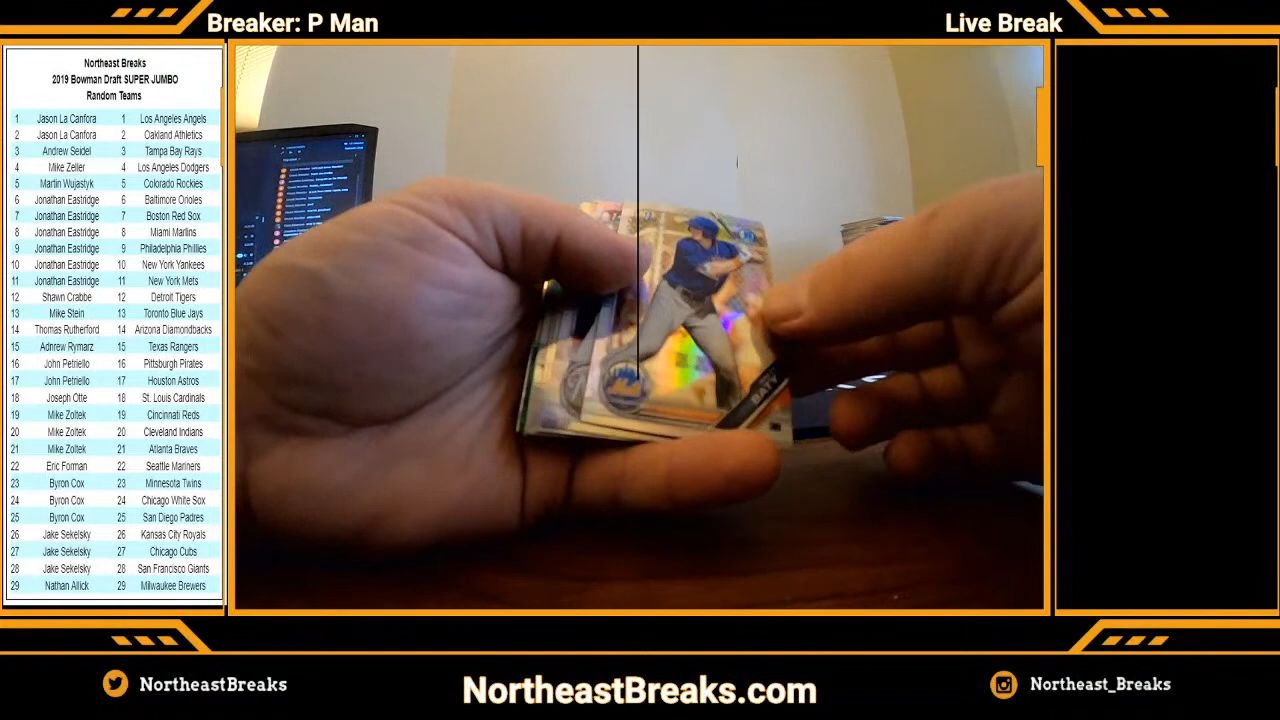 Breaker: P Man
Live Break
Northeast Breaks
2019 Bowman Draft SUPER JUMBO
Random Teams
1 Jason La Canfora 1 Los Angeles Angels
2 Jason La Canfora 2 Oakland Athletics
3 Andrew Seidel 3 Tampa Bay Rays
4 Mike Zeller 4 Los Angeles Dodgers
5 Martin Wujastyk 5 Colorado Rockies
6 Jonathan Eastridge 6 Baltimore Orioles
7 Jonathan Eastridge 7 Boston Red Sox
8 Jonathan Eastridge 8 Miami Marlins
9 Jonathan Eastridge 9 Philadelphia Phillies
10 Jonathan Eastridge 10 New York Yankees
11 Jonathan Eastridge 11 New York Mets
12 Shawn Crabbe 12 Detroit Tigers
13 Mike Stein 13 Toronto Blue Jays
14 Thomas Rutherford 14 Arizona Diamondbacks
15 Adnrew Rymarz 15 Texas Rangers
16 John Petriello 16 Pittsburgh Pirates
17 John Petriello 17 Houston Astros
18 Joseph Otte 18 St. Louis Cardinals
19 Mike Zoltek 19 Cincinnati Reds
20 Mike Zoltek 20 Cleveland Indians
21 Mike Zoltek 21 Atlanta Braves
22 Eric Forman 22 Seattle Mariners
23 Byron Cox 23 Minnesota Twins
24 Byron Cox 24 Chicago White Sox
25 Byron Cox 25 San Diego Padres
26 Jake Sekelsky 26 Kansas City Royals
27 Jake Sekelsky 27 Chicago Cubs
28 Jake Sekelsky 28 San Francisco Giants
29 Nathan Allick 29 Milwaukee Brewers
BATY
NortheastBreaks
NortheastBreaks.com
Northeast_Breaks